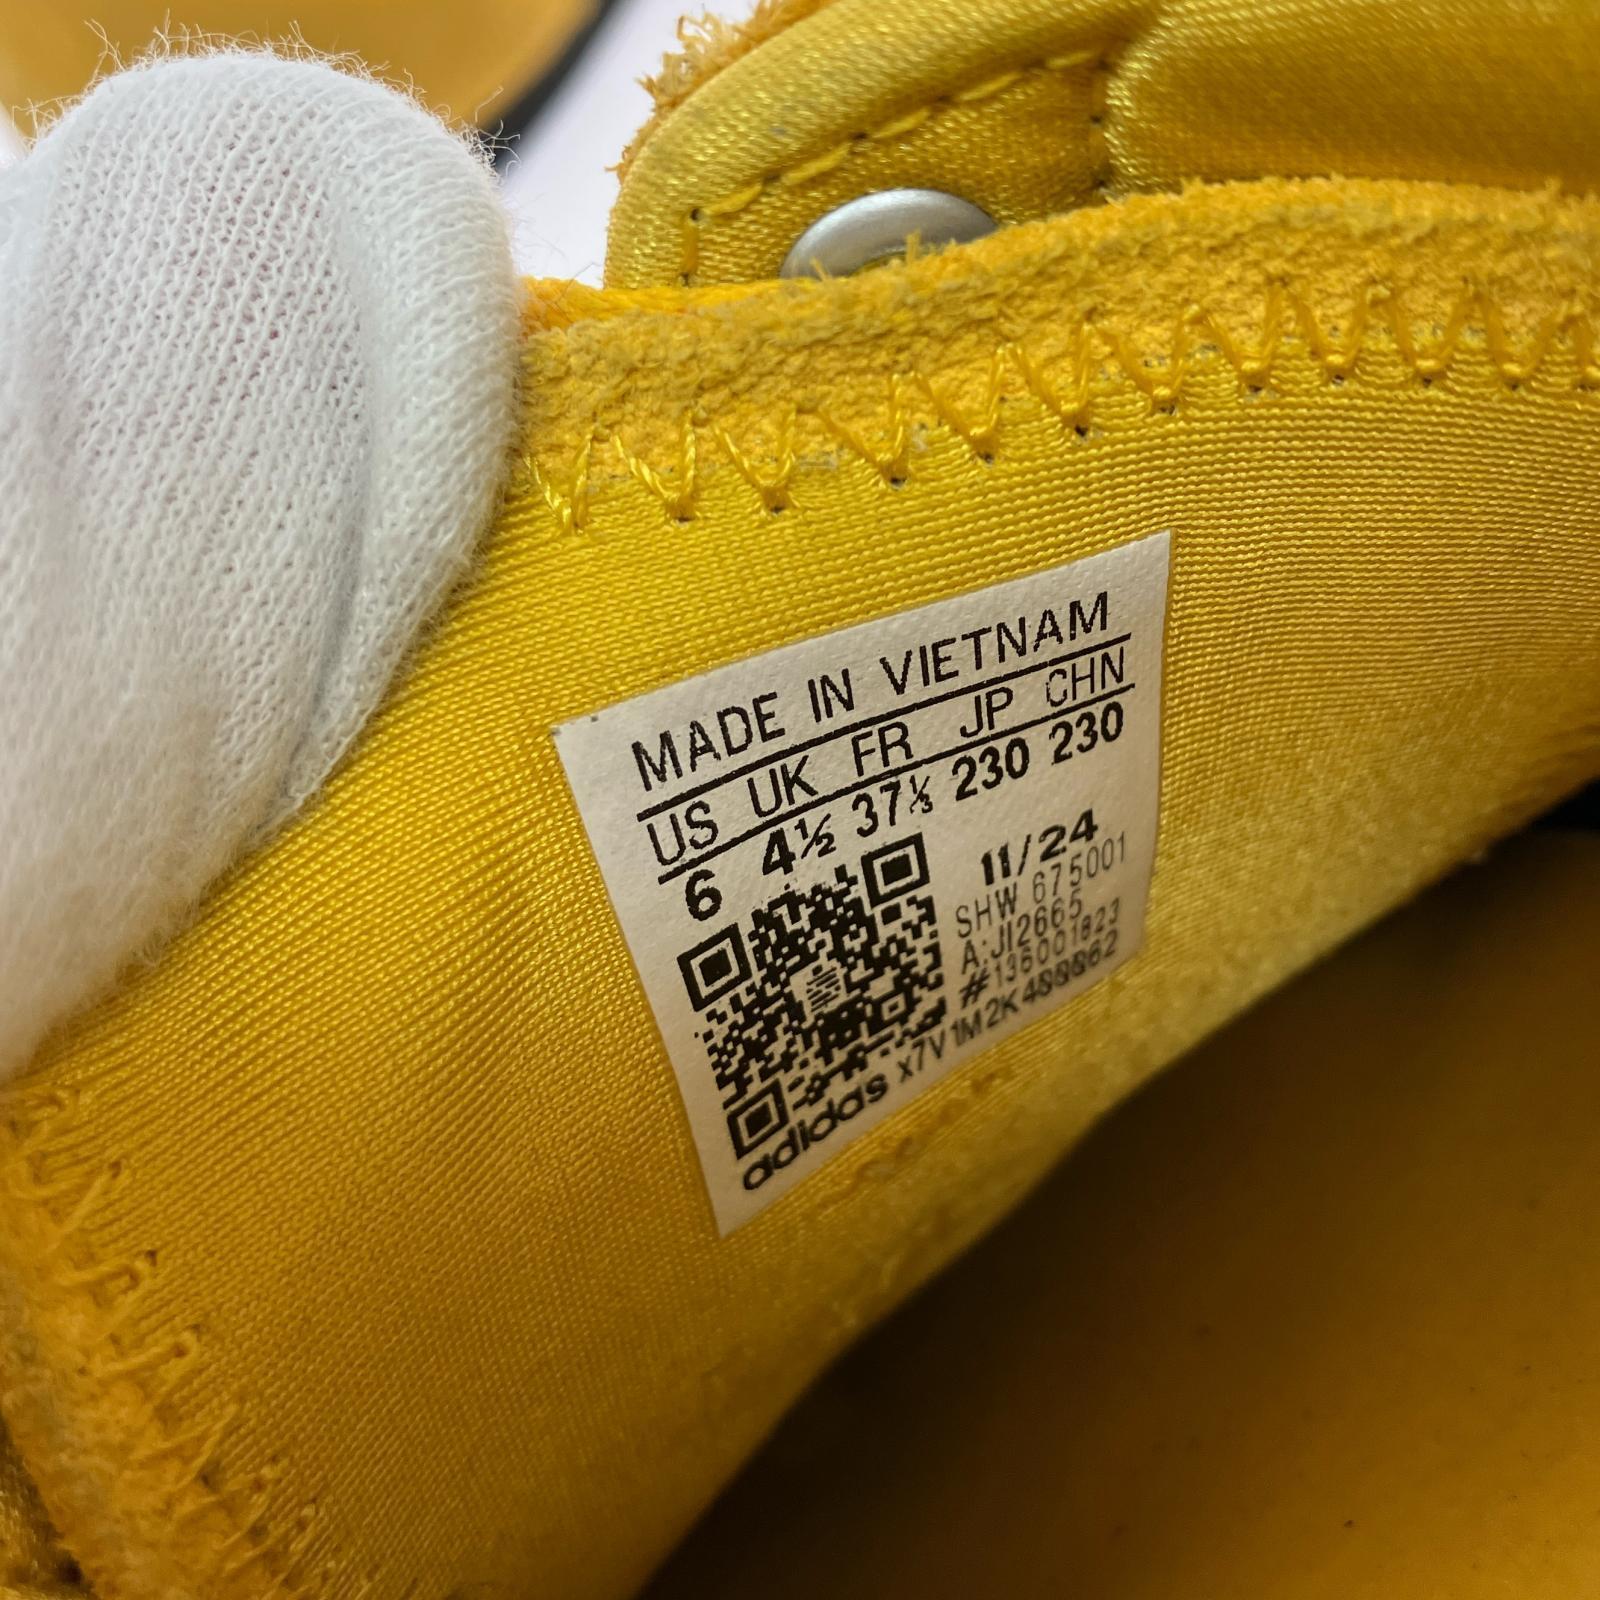 MADE IN VIETNAM
US UK FR JP CHN
6 4½ 37⅓ 230 230
11/24
SHW 675001
A:JI2665
#136001823
adidas x7V1M2K400062